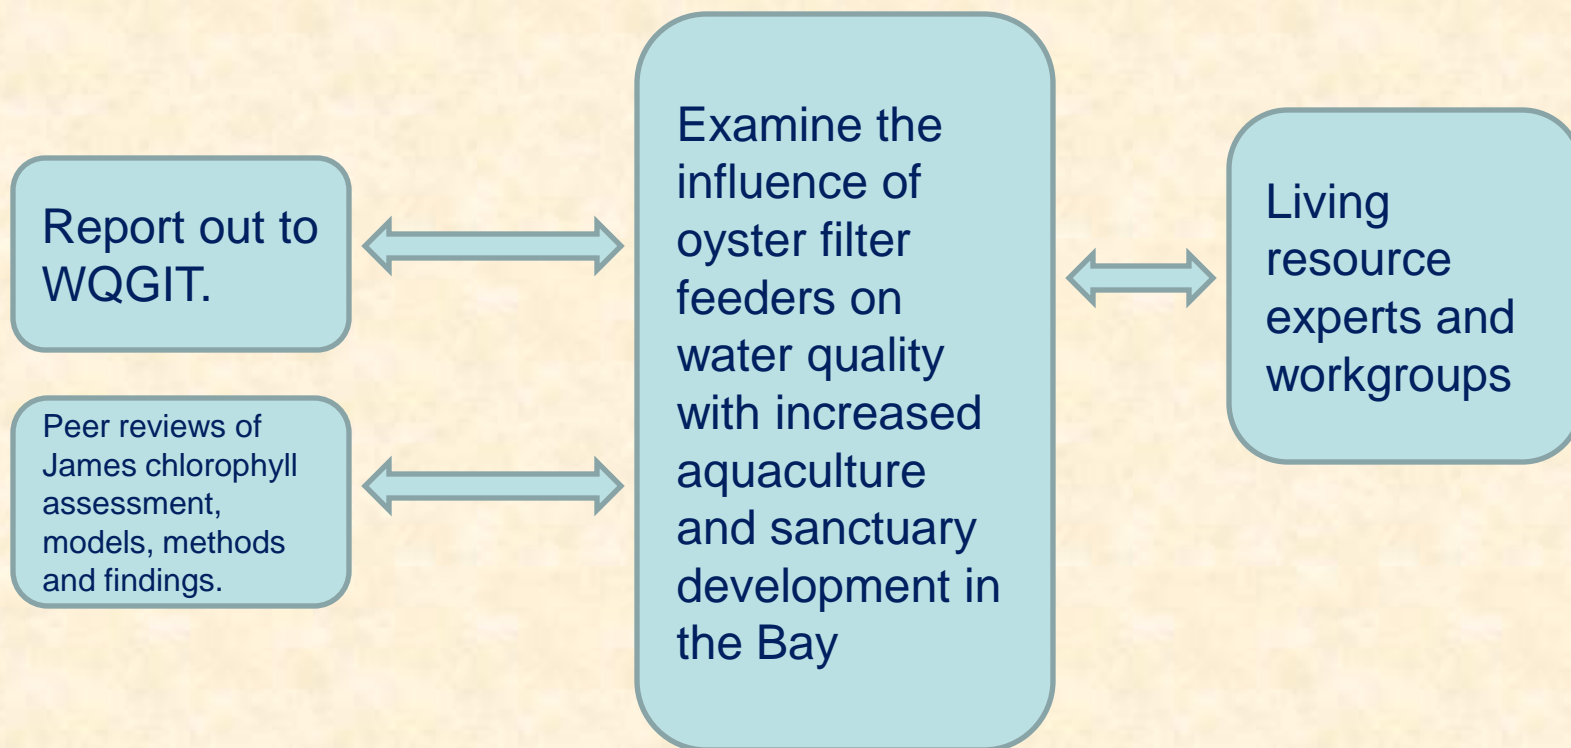 Report out to
WQGIT.
Peer reviews of
James chlorophyll
assessment,
models, methods
and findings.
Examine the
influence of
oyster filter
feeders on
water quality
with increased
aquaculture
and sanctuary
development in
the Bay
Living
resource
experts and
workgroups